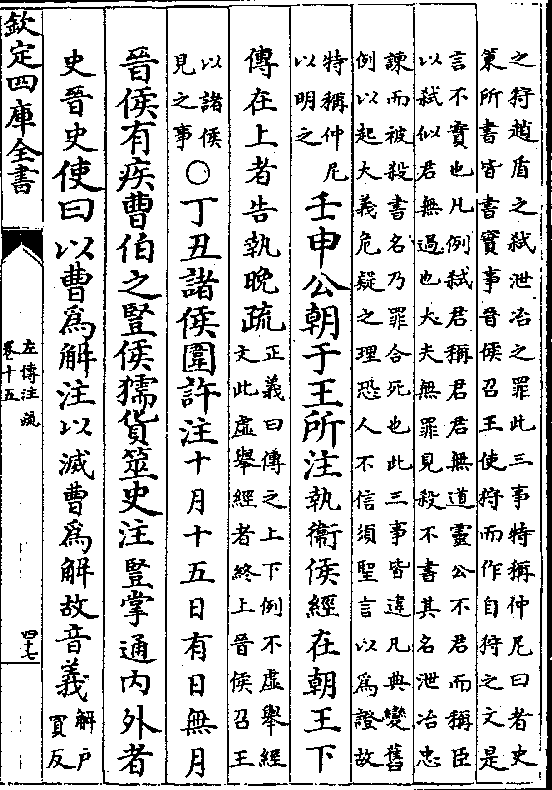 之狩趙盾之弑泄冶之罪此三事特稱仲尼曰者史
策所書皆書實事晉侯召王使狩而作自狩之文是
言不實也凡例弑君稱君君無道靈公不君而稱臣
以弑似君無過也大夫無罪見殺不書其名泄冶忠
諫而被殺書名乃罪合死也此三事皆違凡典變舊
例以起大義危疑之理恐人不信須聖言以爲證故
特稱仲尼
以明之
壬申公朝于王所注執衞侯經在朝王下
傳在上者告執晚疏
正義曰傳之上下例不虚舉經
文此虚舉經者終上晉侯召王
以諸侯
見之事
○丁丑諸侯圍許注十月十五日有日無月
晉侯有疾曹伯之豎侯獳貨筮史注豎掌通内外者
史晉史使曰以曹爲解注以滅曹爲解故音義
解户
買反
欽定四庫全書
左傳注疏
卷十五
四七